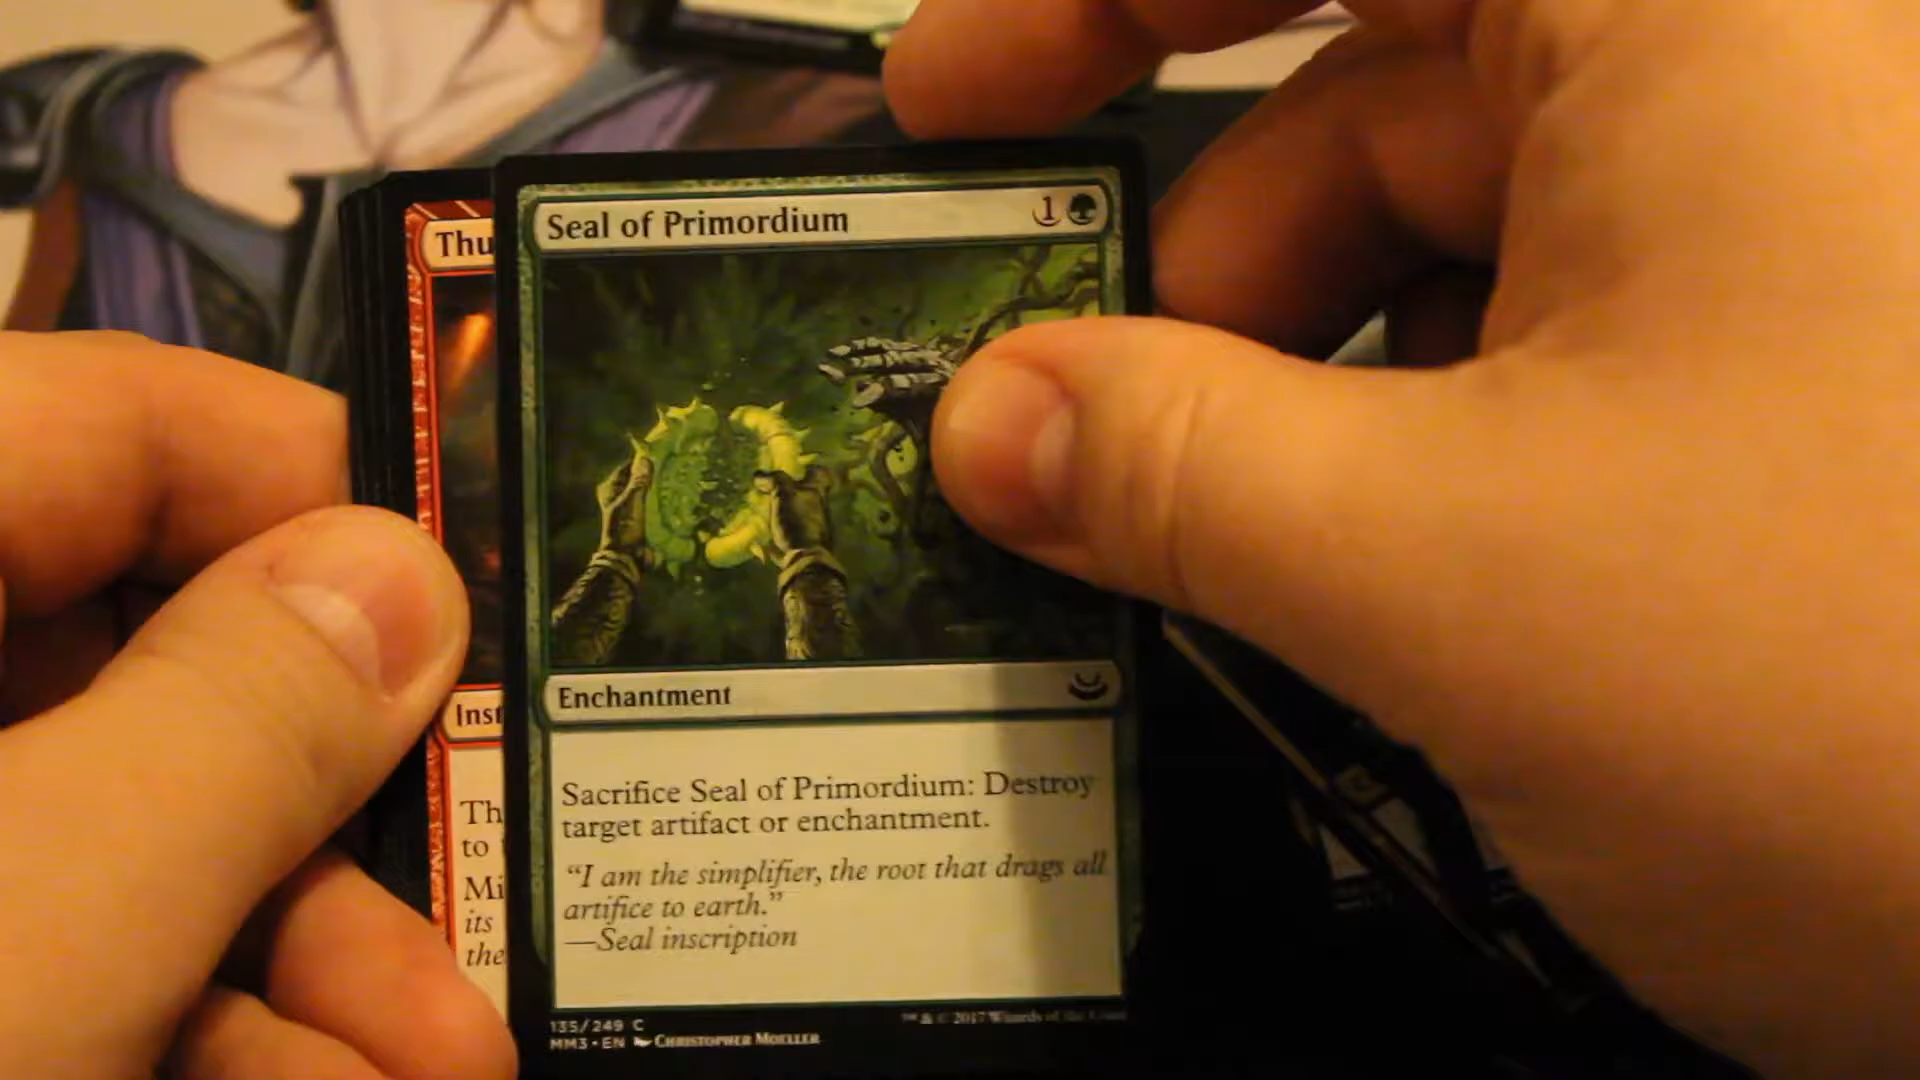 Seal of Primordium 1
Thu
Enchantment
Inst
Sacrifice Seal of Primordium: Destroy
target artifact or enchantment.
"I am the simplifier, the root that drags all
artifice to earth."
—Seal inscription
Th
to
Mi
its
the
135/249 C
MM3 • EN Christopher Moeller
™ & © 2017 Wizards of the Coast